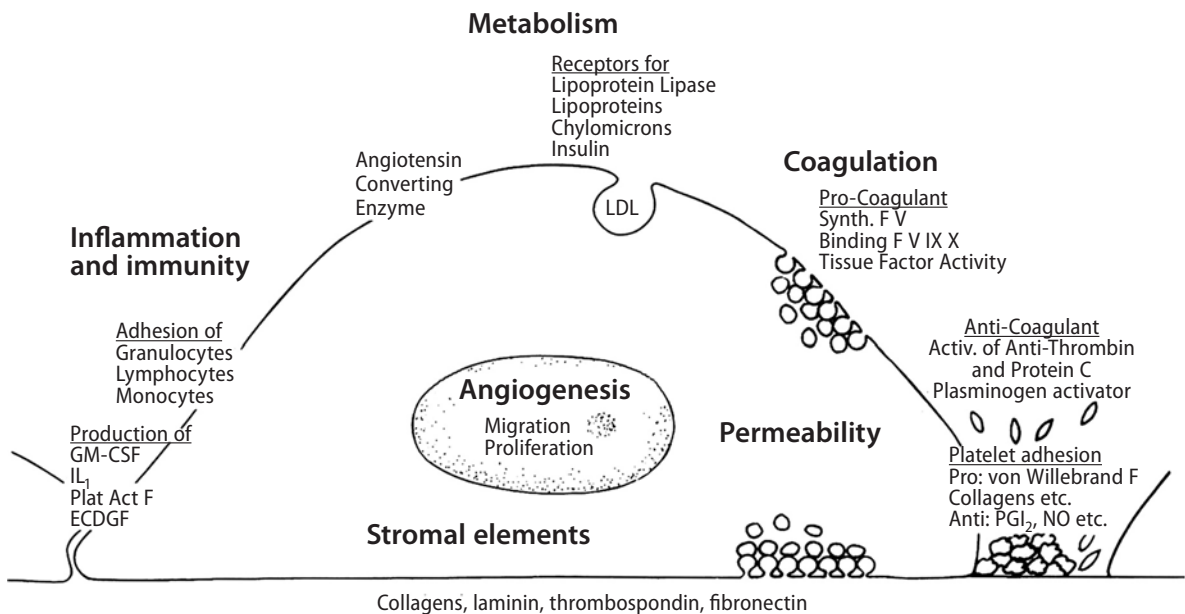 Metabolism
Receptors for
Lipoprotein Lipase
Lipoproteins
Chylomicrons
Insulin
Angiotensin
Converting
Enzyme
LDL
Coagulation
Pro-Coagulant
Synth. F V
Binding F V IX X
Tissue Factor Activity
Inflammation
and immunity
Adhesion of
Granulocytes
Lymphocytes
Monocytes
Anti-Coagulant
Activ. of Anti-Thrombin
and Protein C
Plasminogen activator
Angiogenesis
Migration
Proliferation
Permeability
Production of
GM-CSF
IL₁
Plat Act F
ECDGF
Platelet adhesion
Pro: von Willebrand F
Collagens etc.
Anti: PGI₂, NO etc.
Stromal elements
Collagens, laminin, thrombospondin, fibronectin